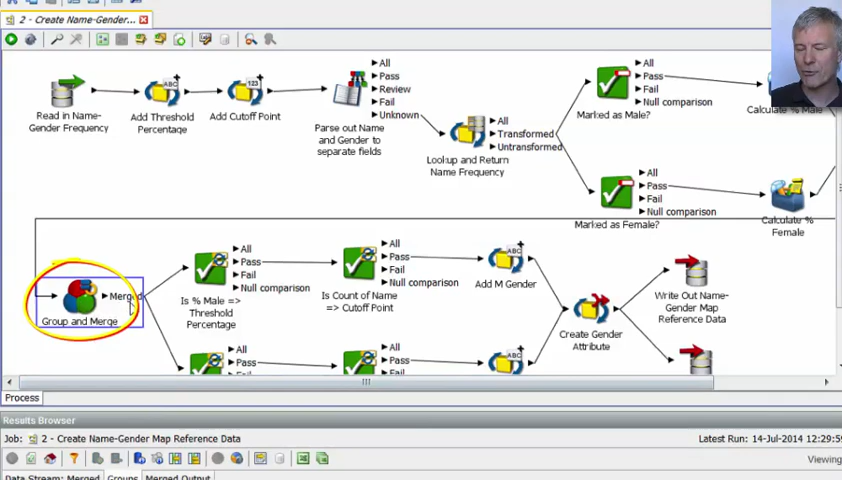 2 - Create Name-Gender...
All
Pass
Review
Fail
Unknown
Read in Name-
Gender Frequency
Add Threshold
Percentage
Add Cutoff Point
Parse out Name
and Gender to
separate fields
All
Transformed
Untransformed
Lookup and Return
Name Frequency
All
Pass
Fail
Null comparison
Marked as Male?
Calculate % Male
All
Pass
Fail
Null comparison
Marked as Female?
Calculate %
Female
Merged
Group and Merge
All
Pass
Fail
Null comparison
Is % Male =>
Threshold
Percentage
All
Pass
Fail
Null comparison
Is Count of Name
=> Cutoff Point
Add M Gender
Create Gender
Attribute
Write Out Name-
Gender Map
Reference Data
All
Pass
Fail
All
Pass
Fail
Process
Results Browser
Job: 2 - Create Name-Gender Map Reference Data
Latest Run: 14-Jul-2014 12:29:59
Viewing
Data Stream: Merged
Groups
Merged Output